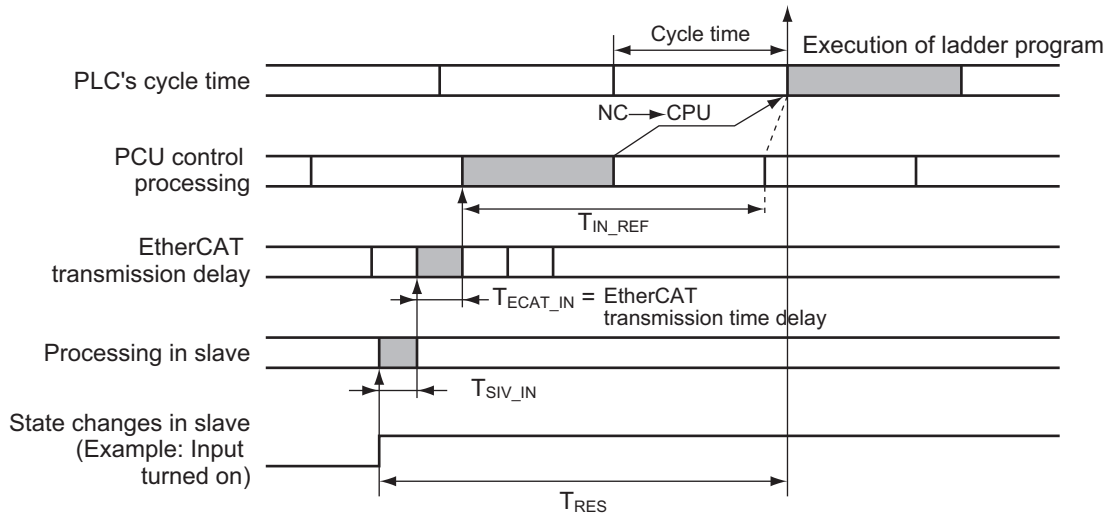 Cycle time
Execution of ladder program
PLC's cycle time
NC→CPU
PCU control
processing
T_IN_REF
EtherCAT
transmission delay
T_ECAT_IN = EtherCAT
transmission time delay
Processing in slave
T_SIV_IN
State changes in slave
(Example: Input
turned on)
T_RES